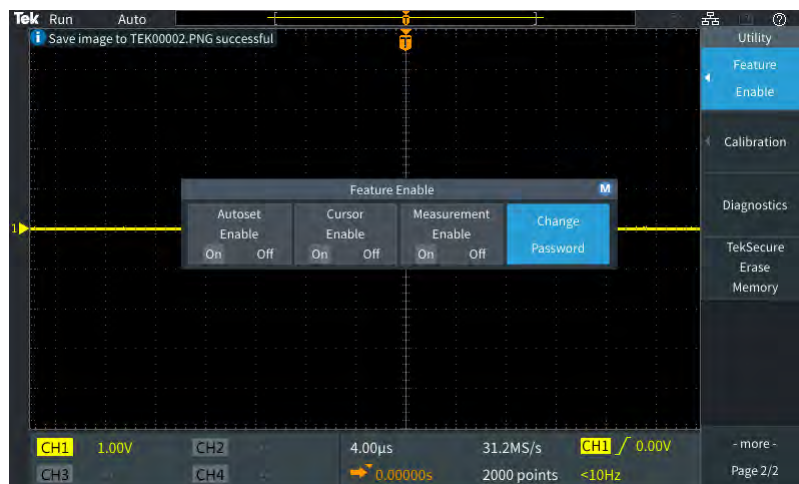 Tek Run Auto
T
Save image to TEK00002.PNG successful
T
Utility
Feature
Enable
Calibration
Diagnostics
TekSecure
Erase
Memory
- more -
Page 2/2
Feature Enable M
Autoset
Enable
On Off
Cursor
Enable
On Off
Measurement
Enable
On Off
Change
Password
1
CH1 1.00V CH2 4.00µs 31.2MS/s CH1 0.00V
CH3 CH4 0.00000s 2000 points <10Hz